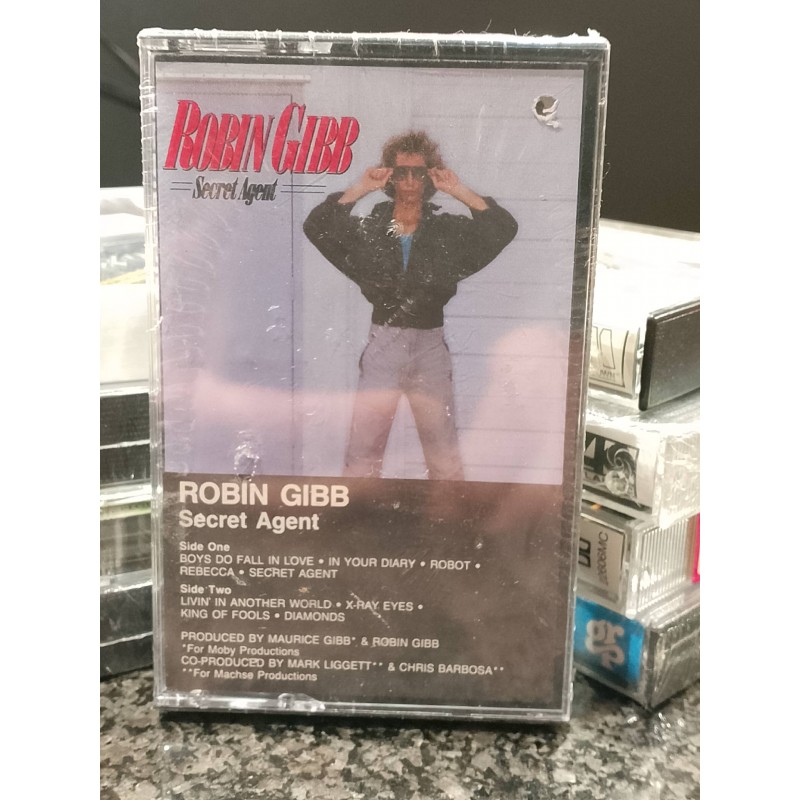 ROBIN GIBB
Secret Agent
ROBIN GIBB
Secret Agent
Side One
BOYS DO FALL IN LOVE • IN YOUR DIARY • ROBOT •
REBECCA • SECRET AGENT
Side Two
LIVIN' IN ANOTHER WORLD • X-RAY EYES •
KING OF FOOLS • DIAMONDS
PRODUCED BY MAURICE GIBB* & ROBIN GIBB
*For Moby Productions
CO-PRODUCED BY MARK LIGGETT** & CHRIS BARBOSA**
**For Machse Productions
grp